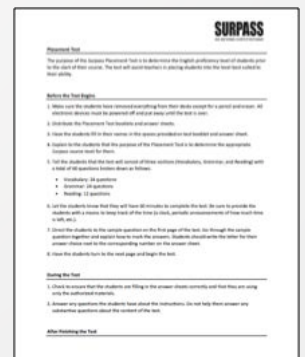 SURPASS
Placement Test
The purpose of the Surpass Placement Test is to determine the English proficiency level of students prior
to the start of their course. The test will assist teachers in placing students into the level best suited to
their ability.
Before the Test Begins
1. Make sure the students have removed everything from their desks except for a pencil and eraser. All
electronic devices must be powered off and put away until the test is over.
2. Distribute the Placement Test booklets and answer sheets.
3. Have the students fill in their names in the spaces provided on test booklet and answer sheet.
4. Explain to the students that the purpose of the Placement Test is to determine the appropriate
Surpass course level for them.
5. Tell the students that the test will consist of three sections (Vocabulary, Grammar, and Reading) with
a total of 60 questions broken down as follows:
• Vocabulary: 24 questions
• Grammar: 24 questions
• Reading: 12 questions
6. Let the students know they will have 60 minutes to complete the test. Be sure to provide the
students with a means to keep track of the time (a clock, periodic announcements of how much time
is left, etc.).
7. Direct the students to the sample question on the first page of the test. Go through the sample
question together and explain how to mark the answers. Students should write the letter for their
answer choice next to the corresponding number on the answer sheet.
8. Have the students turn to the next page and begin the test.
During the Test
1. Check to ensure that the students are filling in the answer sheets correctly and that they are using
only the authorized materials.
2. Answer any questions the students have about the instructions. Do not help them answer any
substantive questions about the content of the test.
After Finishing the Test